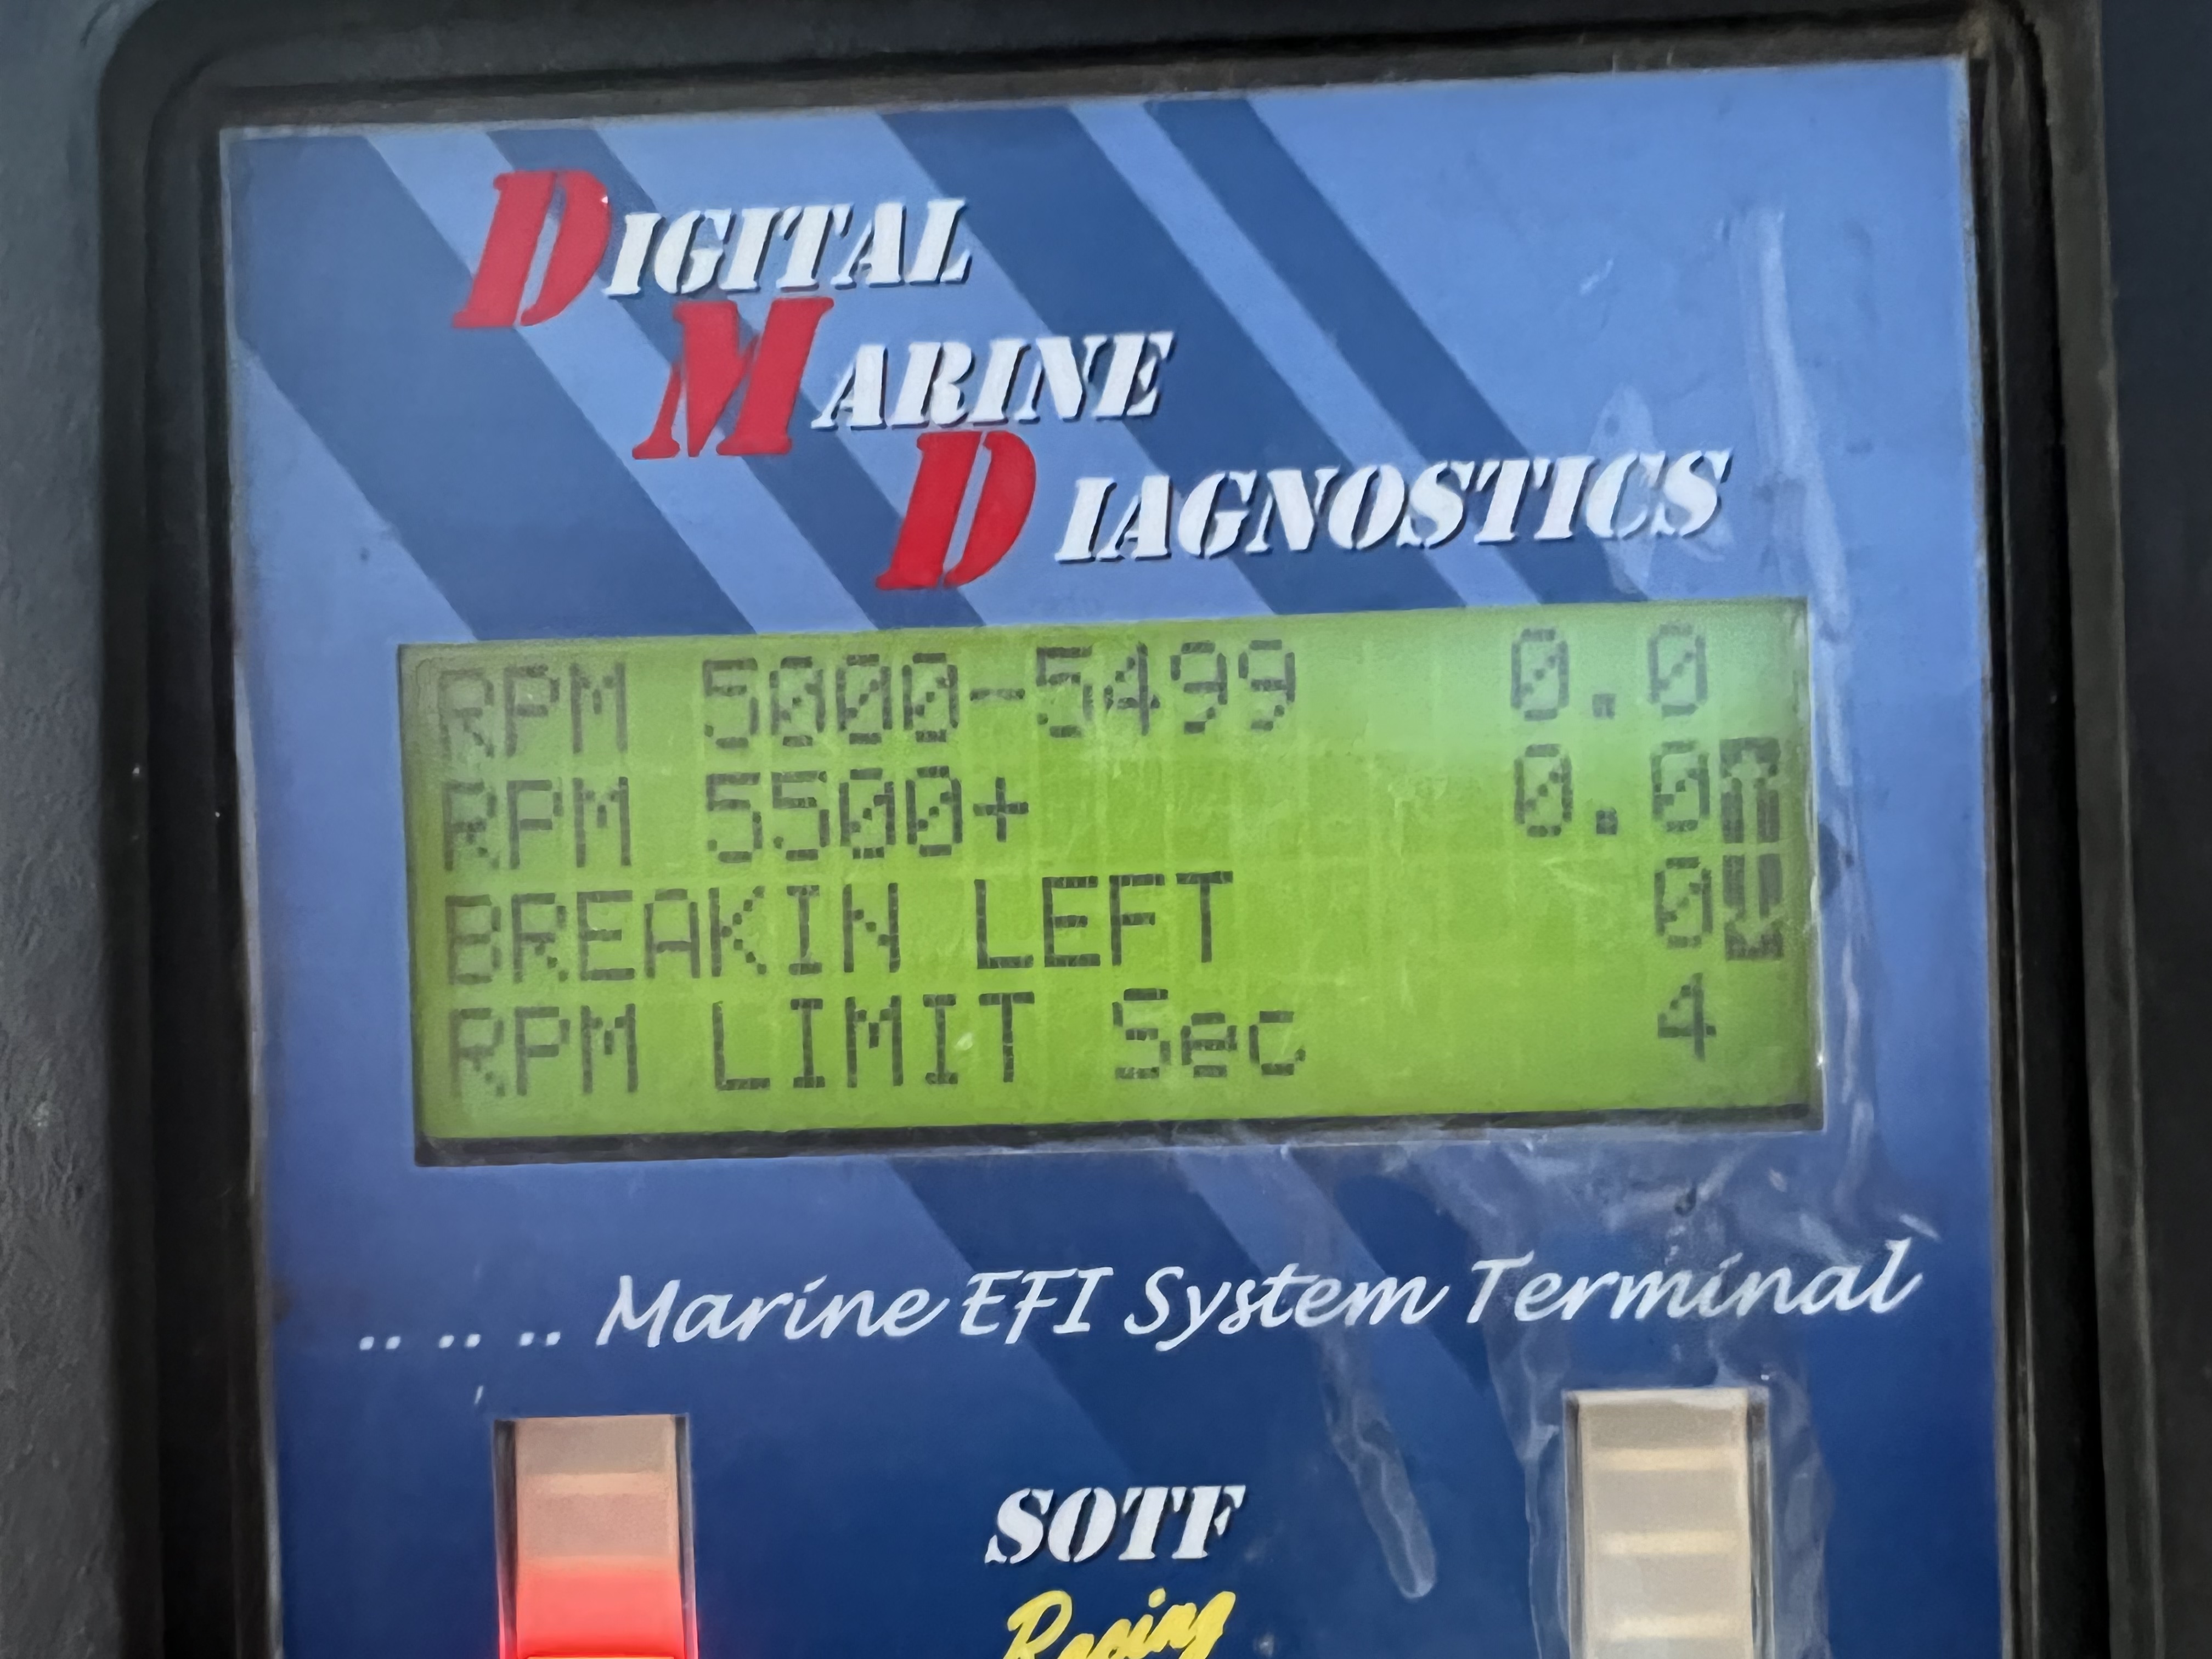 DIGITAL
MARINE
DIAGNOSTICS
RPM 5000-5499 0.0
RPM 5500+ 0.0
BREAKIN LEFT 0
RPM LIMIT Sec 4
.. .. .. Marine EFI System Terminal
SOTF
Racing